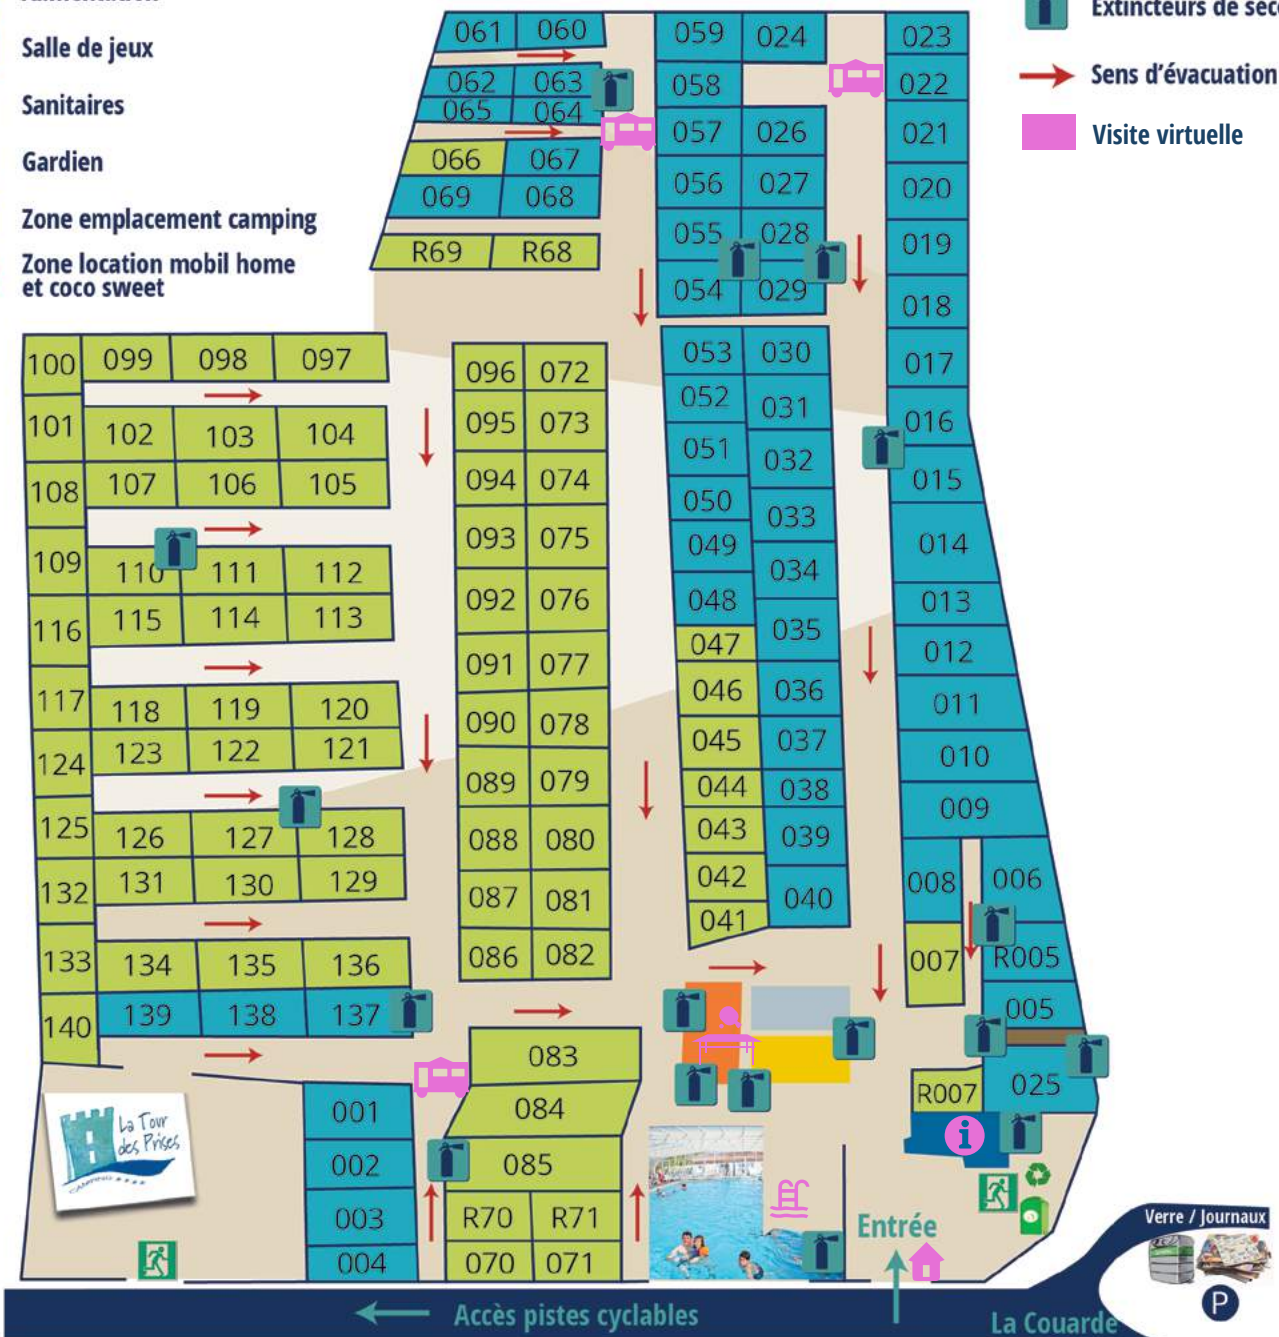 Salle de jeux
Sanitaires
Gardien
Zone emplacement camping
Zone location mobil home
et coco sweet
Extincteurs de sec
Sens d'évacuation
Visite virtuelle
061 060
062 063
065 064
066 067
069 068
R69 R68
059 024
058
057 026
056 027
055 028
054 029
053 030
052 031
051 032
050 033
049 034
048 035
047
046 036
045 037
044 038
043 039
042 040
041
023
022
021
020
019
018
017
016
015
014
013
012
011
010
009
008 006
007 R005
005
R007 025
100 099 098 097
101 102 103 104
108 107 106 105
109 110 111 112
116 115 114 113
117 118 119 120
124 123 122 121
125 126 127 128
132 131 130 129
133 134 135 136
140 139 138 137
096 072
095 073
094 074
093 075
092 076
091 077
090 078
089 079
088 080
087 081
086 082
083
084
085
R70 R71
070 071
001
002
003
004
La Tour
des Prises
CAMPING ★★★★
i
Entrée
Verre / Journaux
P
Accès pistes cyclables
La Couarde